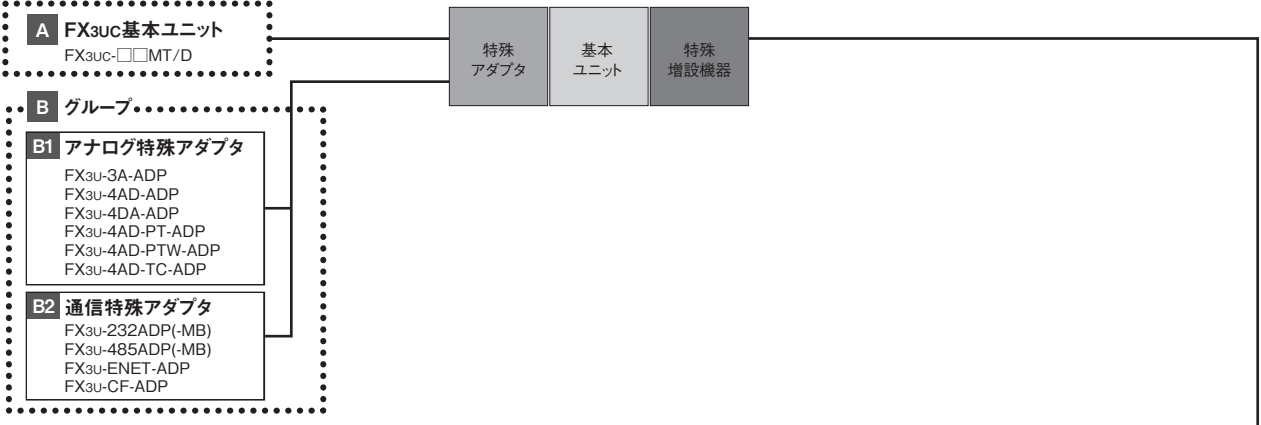 A FX3UC基本ユニット
FX3UC-□□MT/D
B グループ
B1 アナログ特殊アダプタ
FX3U-3A-ADP
FX3U-4AD-ADP
FX3U-4DA-ADP
FX3U-4AD-PT-ADP
FX3U-4AD-PTW-ADP
FX3U-4AD-TC-ADP
B2 通信特殊アダプタ
FX3U-232ADP(-MB)
FX3U-485ADP(-MB)
FX3U-ENET-ADP
FX3U-CF-ADP
特殊
アダプタ
基本
ユニット
特殊
増設機器